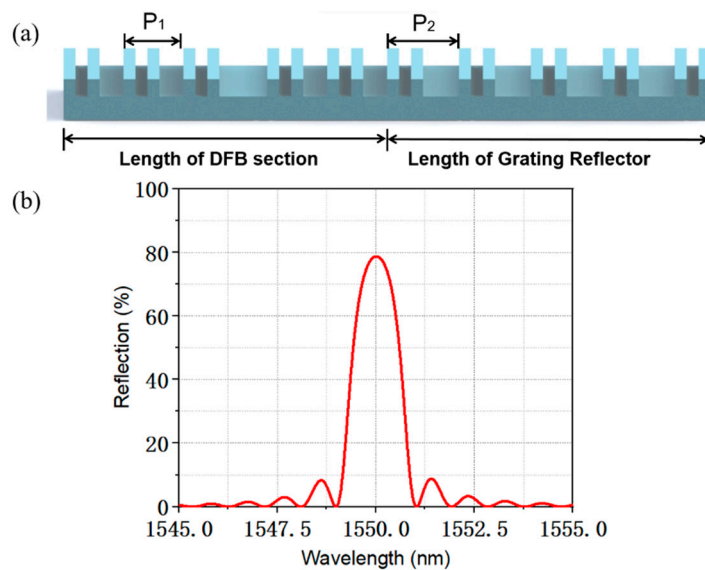 (a)
P1
P2
Length of DFB section
Length of Grating Reflector
(b)
100
80
60
40
20
0
Reflection (%)
1545.0
1547.5
1550.0
1552.5
1555.0
Wavelength (nm)